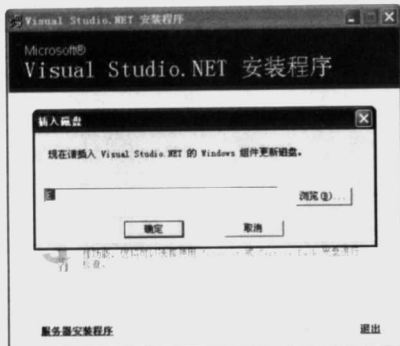 Visual Studio.NET 安装程序
Microsoft®
Visual Studio.NET 安装程序
插入磁盘
现在请插入 Visual Studio.NET 的 Windows 组件更新磁盘。
浏览(B)...
确定
取消
服务器安装程序
退出